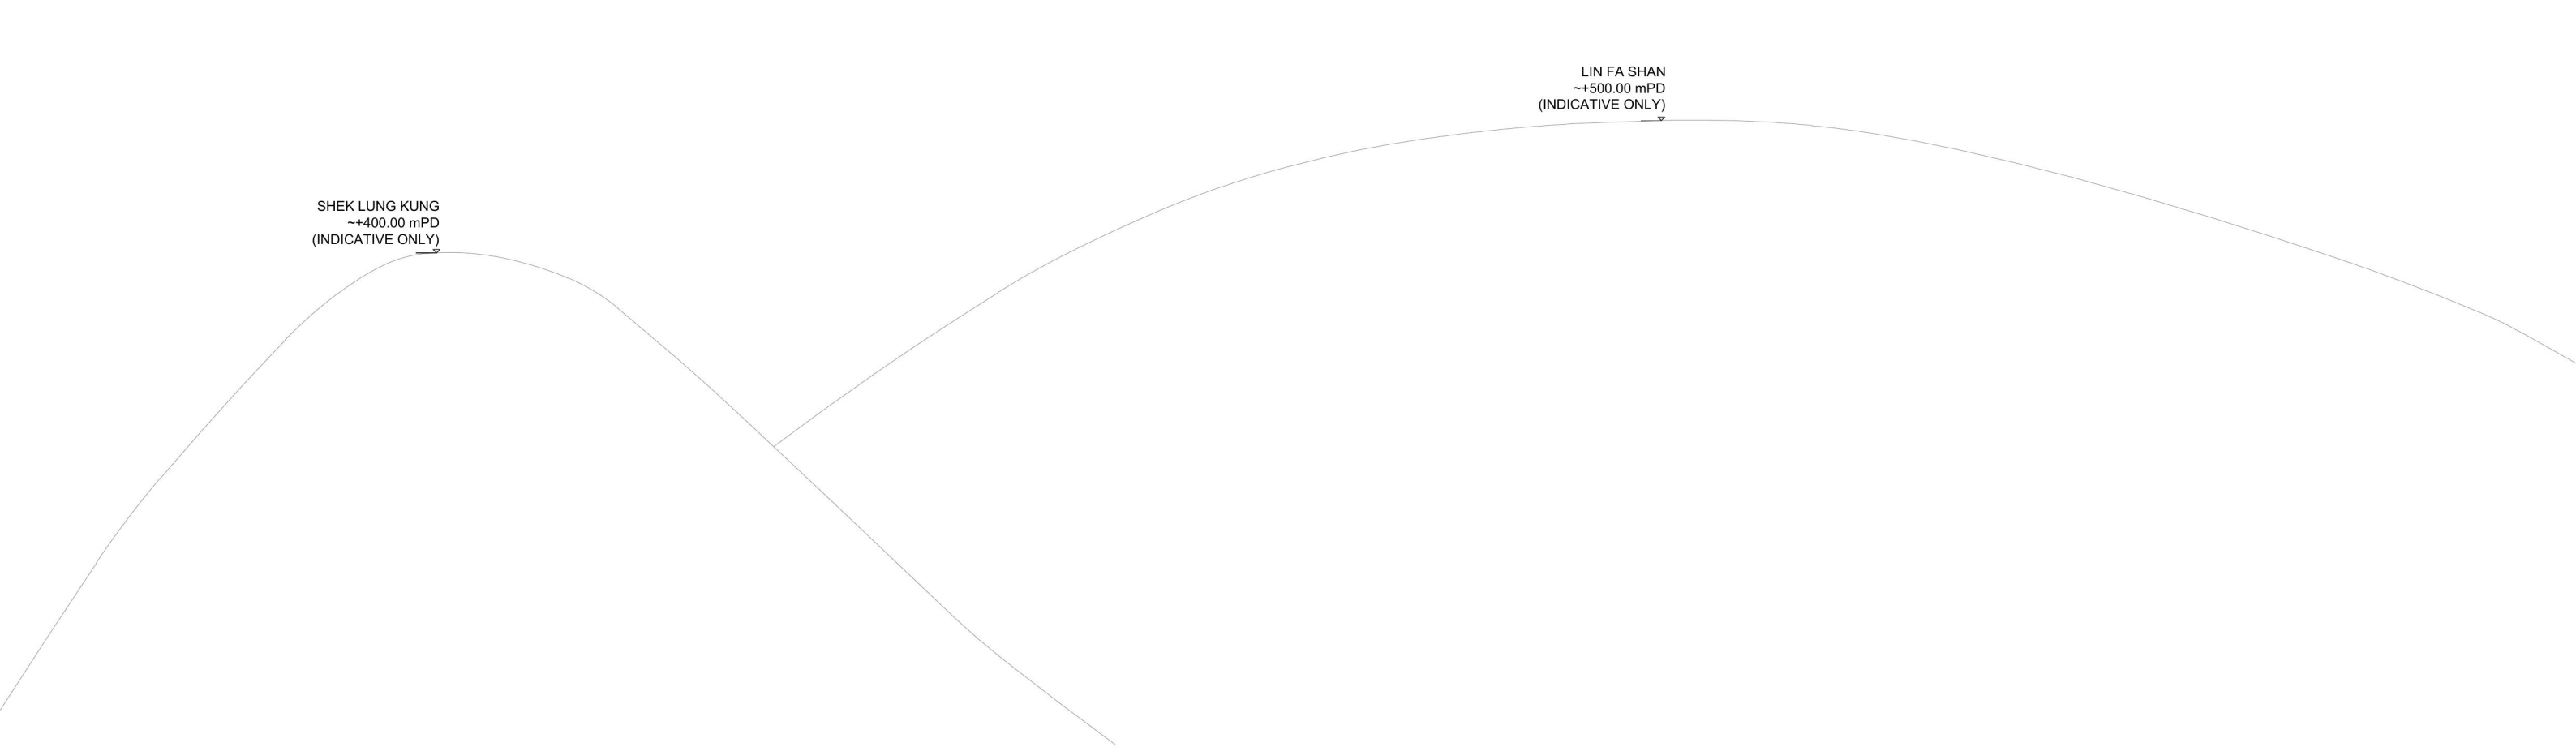 LIN FA SHAN
~+500.00 mPD
(INDICATIVE ONLY)
SHEK LUNG KUNG
~+400.00 mPD
(INDICATIVE ONLY)